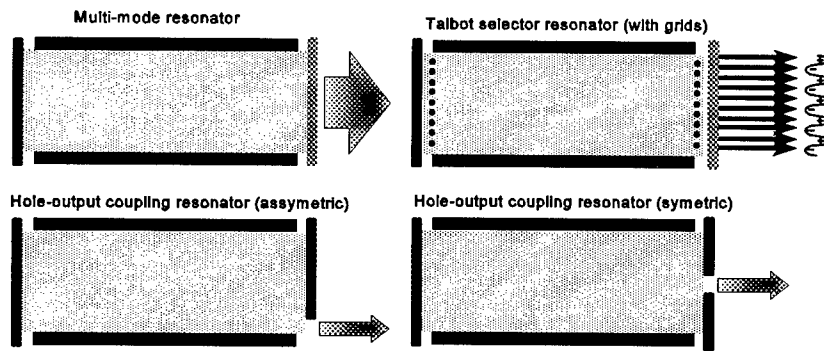 Multi-mode resonator
Talbot selector resonator (with grids)
Hole-output coupling resonator (assymetric)
Hole-output coupling resonator (symetric)